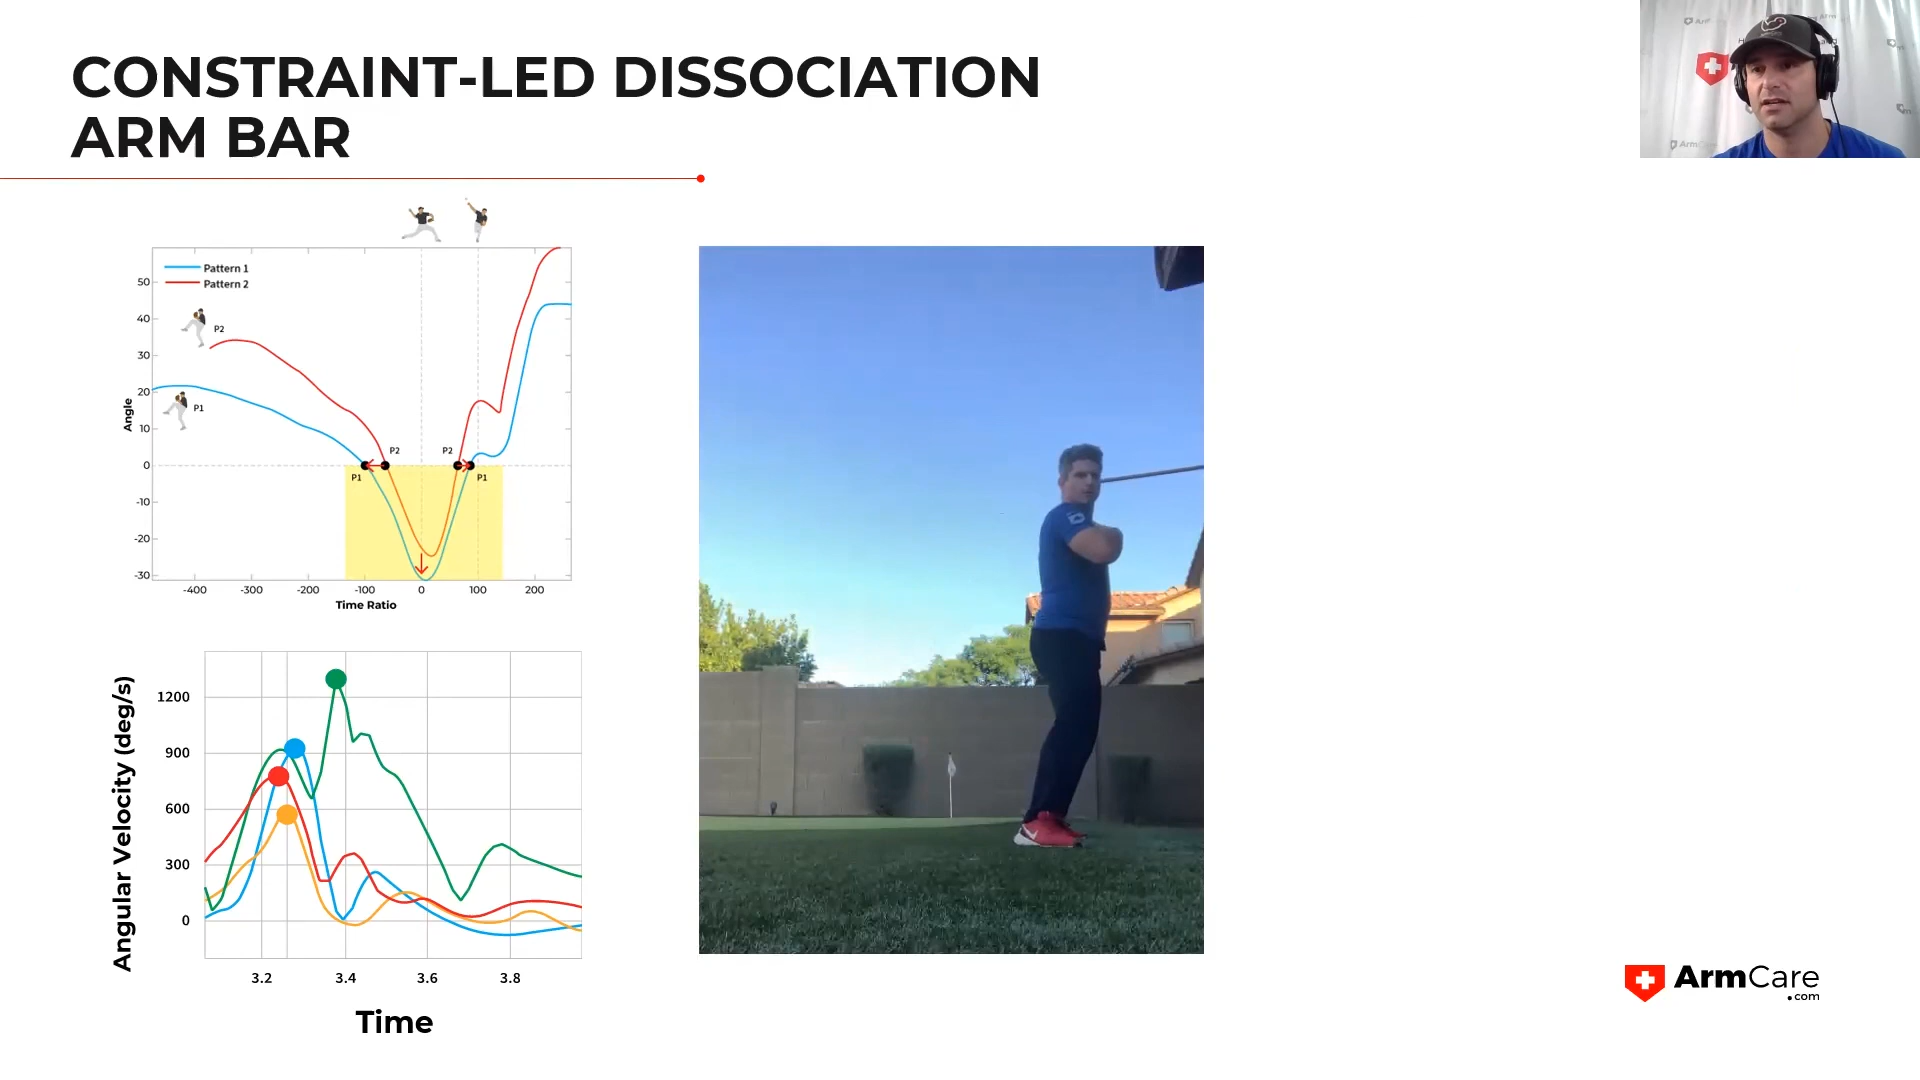 CONSTRAINT-LED DISSOCIATION
ARM BAR
Pattern 1
Pattern 2
50
40
30
20
10
0
-10
-20
-30
Angle
P2
P1
P2
P2
P1
P1
-400
-300
-200
-100
0
100
200
Time Ratio
Angular Velocity (deg/s)
1200
900
600
300
0
3.2
3.4
3.6
3.8
Time
ArmCare
.com